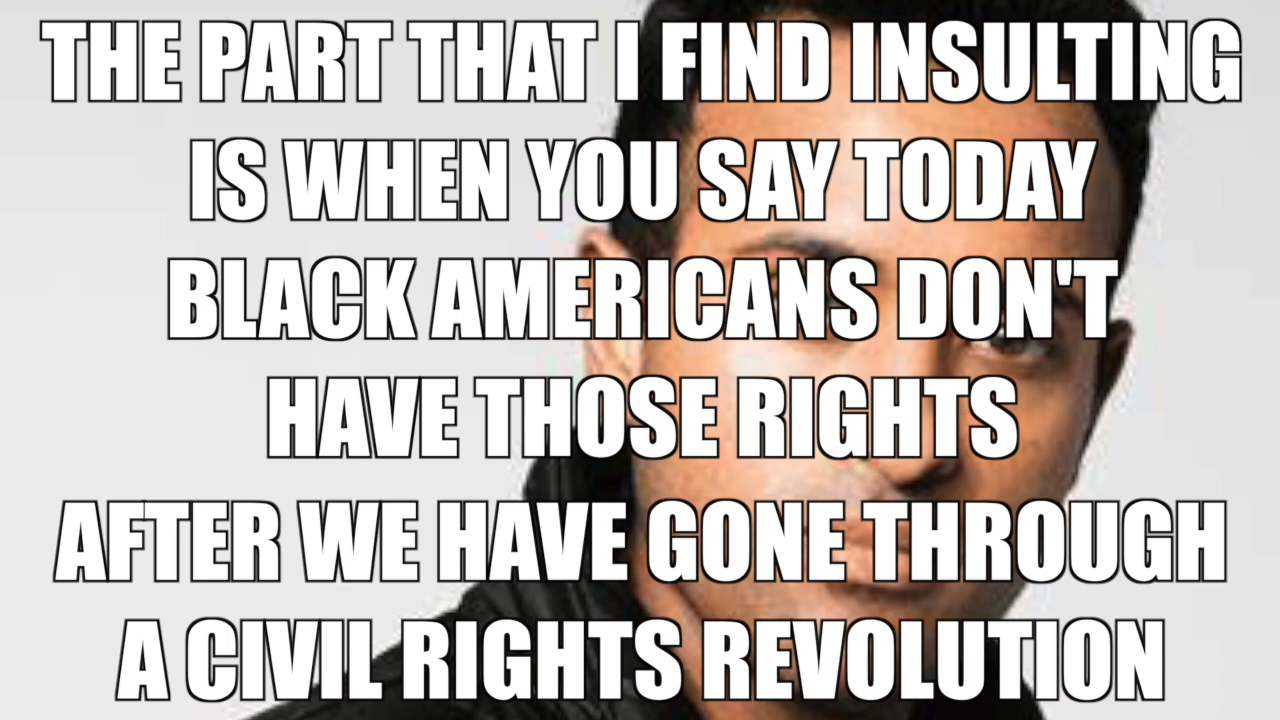 THE PART THAT I FIND INSULTING
IS WHEN YOU SAY TODAY
BLACK AMERICANS DON'T
HAVE THOSE RIGHTS
AFTER WE HAVE GONE THROUGH
A CIVIL RIGHTS REVOLUTION